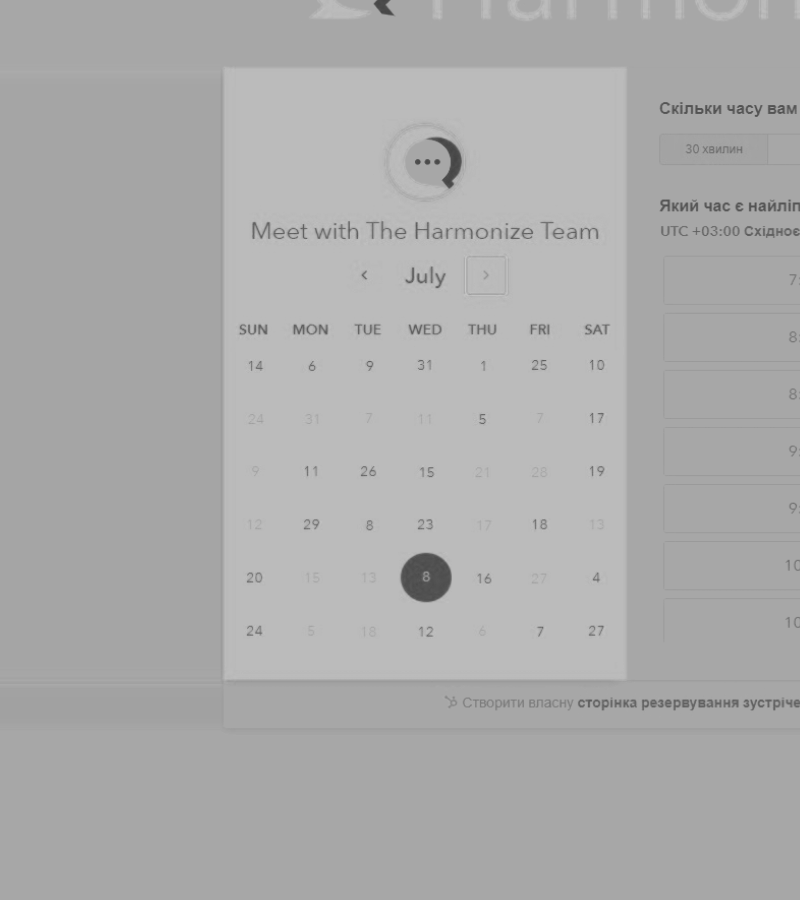 Harmon
Meet with The Harmonize Team
‹ July ›
SUN MON TUE WED THU FRI SAT
14 6 9 31 1 25 10
24 31 7 11 5 7 17
9 11 26 15 21 28 19
12 29 8 23 17 18 13
20 15 13 8 16 27 4
24 5 18 12 6 7 27
Скільки часу вам
30 хвилин
Який час є найліп
UTC +03:00 Східноє
7:
8:
8:
9:
9:
10
10
Створити власну сторінка резервування зустріче